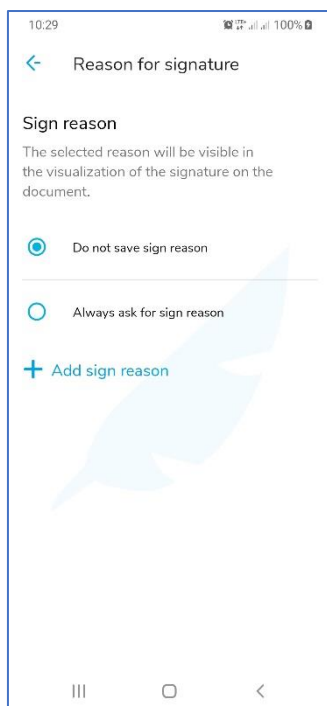 10:29
100%
Reason for signature
Sign reason
The selected reason will be visible in
the visualization of the signature on the
document.
Do not save sign reason
Always ask for sign reason
+ Add sign reason